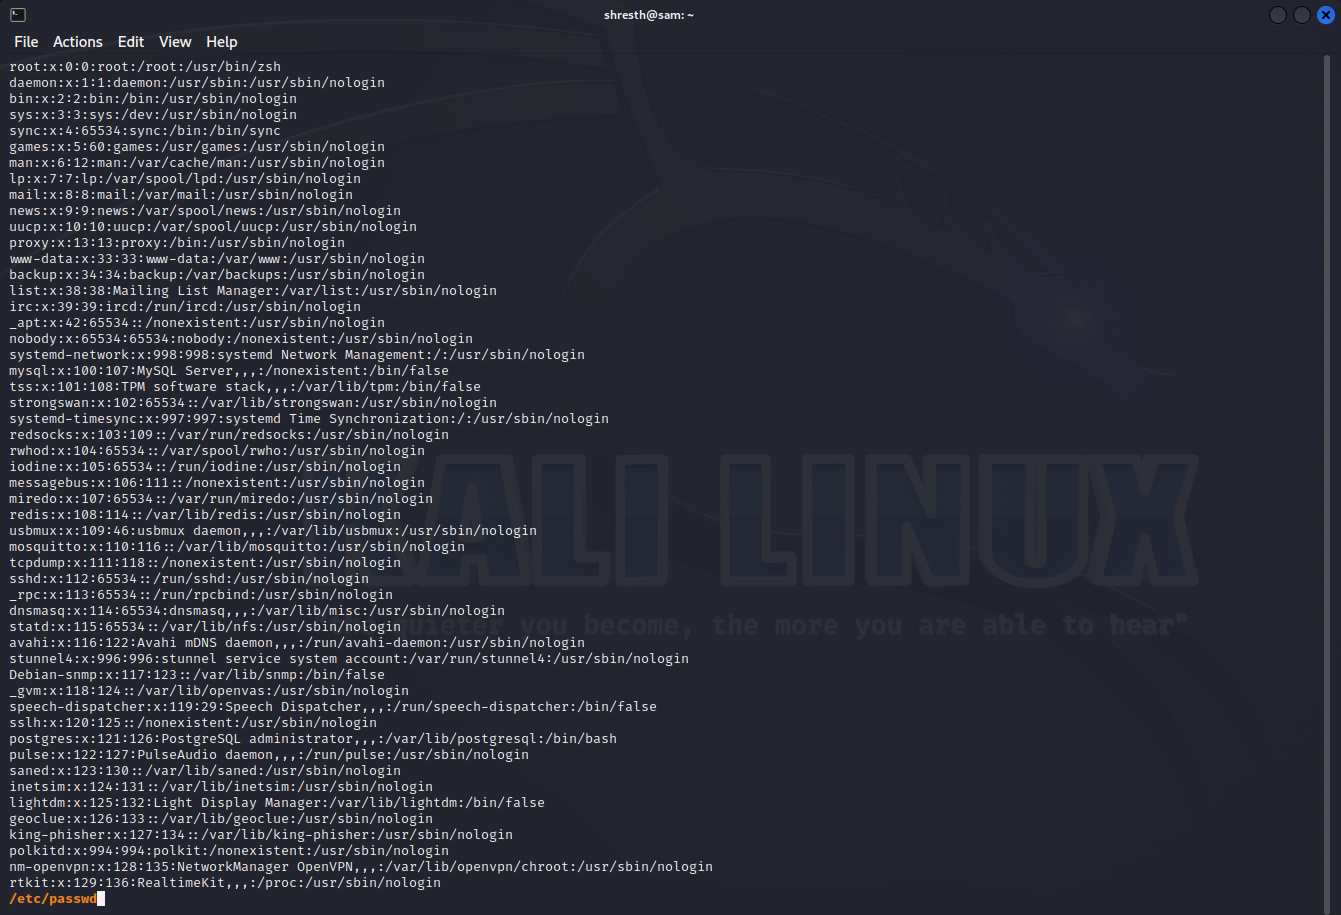 shresth@sam: ~
File Actions Edit View Help
root:x:0:0:root:/root:/usr/bin/zsh
daemon:x:1:1:daemon:/usr/sbin:/usr/sbin/nologin
bin:x:2:2:bin:/bin:/usr/sbin/nologin
sys:x:3:3:sys:/dev:/usr/sbin/nologin
sync:x:4:65534:sync:/bin:/bin/sync
games:x:5:60:games:/usr/games:/usr/sbin/nologin
man:x:6:12:man:/var/cache/man:/usr/sbin/nologin
lp:x:7:7:lp:/var/spool/lpd:/usr/sbin/nologin
mail:x:8:8:mail:/var/mail:/usr/sbin/nologin
news:x:9:9:news:/var/spool/news:/usr/sbin/nologin
uucp:x:10:10:uucp:/var/spool/uucp:/usr/sbin/nologin
proxy:x:13:13:proxy:/bin:/usr/sbin/nologin
www-data:x:33:33:www-data:/var/www:/usr/sbin/nologin
backup:x:34:34:backup:/var/backups:/usr/sbin/nologin
list:x:38:38:Mailing List Manager:/var/list:/usr/sbin/nologin
irc:x:39:39:ircd:/run/ircd:/usr/sbin/nologin
_apt:x:42:65534::/nonexistent:/usr/sbin/nologin
nobody:x:65534:65534:nobody:/nonexistent:/usr/sbin/nologin
systemd-network:x:998:998:systemd Network Management:/:/usr/sbin/nologin
mysql:x:100:107:MySQL Server,,,:/nonexistent:/bin/false
tss:x:101:108:TPM software stack,,,:/var/lib/tpm:/bin/false
strongswan:x:102:65534::/var/lib/strongswan:/usr/sbin/nologin
systemd-timesync:x:997:997:systemd Time Synchronization:/:/usr/sbin/nologin
redsocks:x:103:109::/var/run/redsocks:/usr/sbin/nologin
rwhod:x:104:65534::/var/spool/rwho:/usr/sbin/nologin
iodine:x:105:65534::/run/iodine:/usr/sbin/nologin
messagebus:x:106:111::/nonexistent:/usr/sbin/nologin
miredo:x:107:65534::/var/run/miredo:/usr/sbin/nologin
redis:x:108:114::/var/lib/redis:/usr/sbin/nologin
usbmux:x:109:46:usbmux daemon,,,:/var/lib/usbmux:/usr/sbin/nologin
mosquitto:x:110:116::/var/lib/mosquitto:/usr/sbin/nologin
tcpdump:x:111:118::/nonexistent:/usr/sbin/nologin
sshd:x:112:65534::/run/sshd:/usr/sbin/nologin
_rpc:x:113:65534::/run/rpcbind:/usr/sbin/nologin
dnsmasq:x:114:65534:dnsmasq,,,:/var/lib/misc:/usr/sbin/nologin
statd:x:115:65534::/var/lib/nfs:/usr/sbin/nologin
avahi:x:116:122:Avahi mDNS daemon,,,:/run/avahi-daemon:/usr/sbin/nologin
stunnel4:x:996:996:stunnel service system account:/var/run/stunnel4:/usr/sbin/nologin
Debian-snmp:x:117:123::/var/lib/snmp:/bin/false
_gvm:x:118:124::/var/lib/openvas:/usr/sbin/nologin
speech-dispatcher:x:119:29:Speech Dispatcher,,,:/run/speech-dispatcher:/bin/false
sslh:x:120:125::/nonexistent:/usr/sbin/nologin
postgres:x:121:126:PostgreSQL administrator,,,:/var/lib/postgresql:/bin/bash
pulse:x:122:127:PulseAudio daemon,,,:/run/pulse:/usr/sbin/nologin
saned:x:123:130::/var/lib/saned:/usr/sbin/nologin
inetsim:x:124:131::/var/lib/inetsim:/usr/sbin/nologin
lightdm:x:125:132:Light Display Manager:/var/lib/lightdm:/bin/false
geoclue:x:126:133::/var/lib/geoclue:/usr/sbin/nologin
king-phisher:x:127:134::/var/lib/king-phisher:/usr/sbin/nologin
polkitd:x:994:994:polkit:/nonexistent:/usr/sbin/nologin
nm-openvpn:x:128:135:NetworkManager OpenVPN,,,:/var/lib/openvpn/chroot:/usr/sbin/nologin
rtkit:x:129:136:RealtimeKit,,,:/proc:/usr/sbin/nologin
/etc/passwd
KALI LINUX
quieter you become, the more you are able to hear"